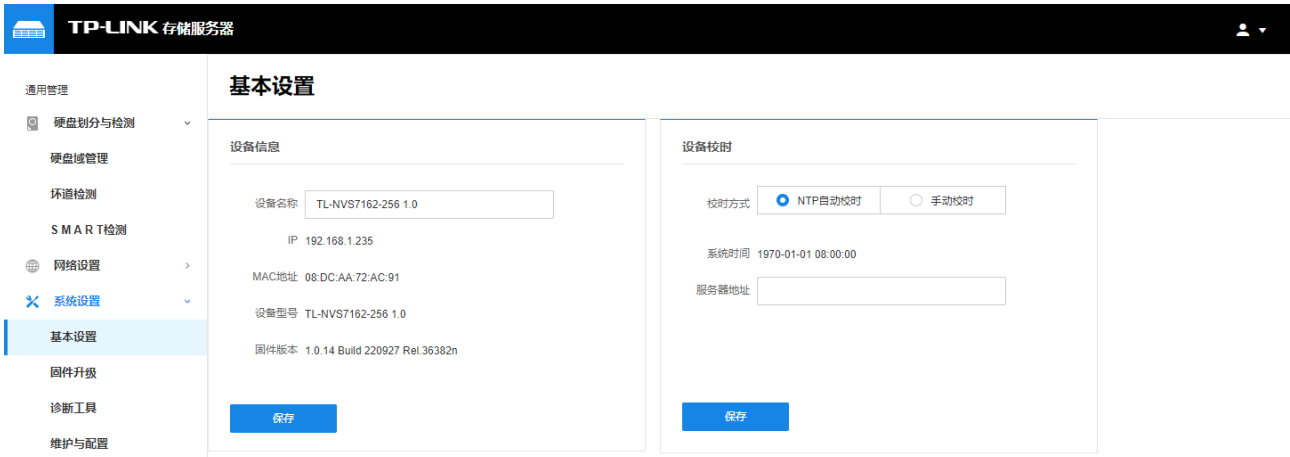 TP-LINK 存储服务器
通用管理
硬盘划分与检测
硬盘域管理
坏道检测
S M A R T检测
网络设置
系统设置
基本设置
固件升级
诊断工具
维护与配置
基本设置
设备信息
设备名称 TL-NVS7162-256 1.0
IP 192.168.1.235
MAC地址 08:DC:AA:72:AC:91
设备型号 TL-NVS7162-256 1.0
固件版本 1.0.14 Build 220927 Rel.36382n
保存
设备校时
校时方式 NTP自动校时 手动校时
系统时间 1970-01-01 08:00:00
服务器地址
保存